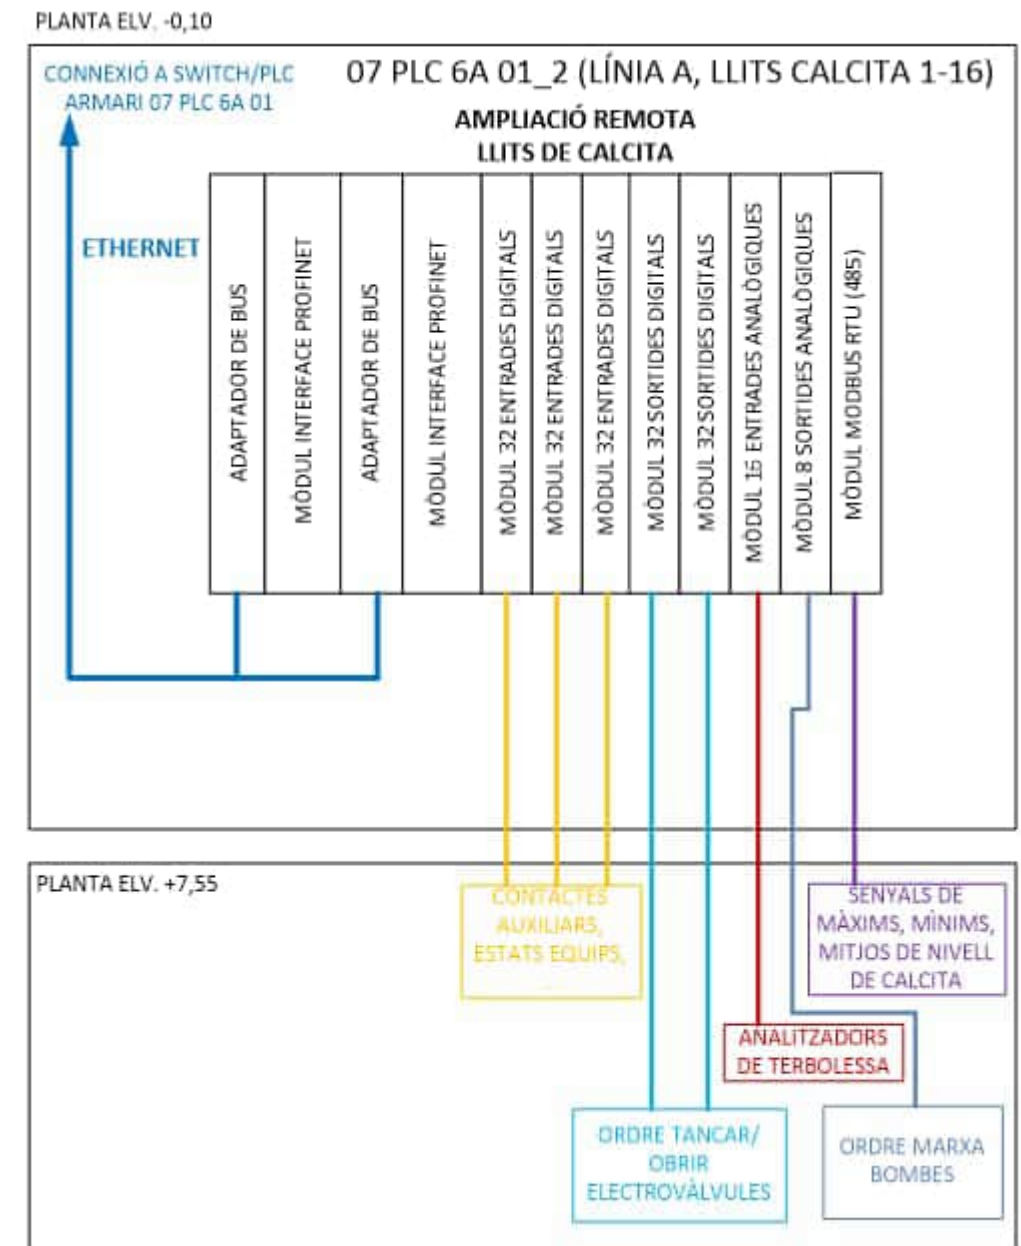 PLANTA ELV. -0,10
CONNEXIÓ A SWITCH/PLC
ARMARI 07 PLC 6A 01
07 PLC 6A 01_2 (LÍNIA A, LLITS CALCITA 1-16)
AMPLIACIÓ REMOTA
LLITS DE CALCITA
ETHERNET
ADAPTADOR DE BUS
MÒDUL INTERFACE PROFINET
ADAPTADOR DE BUS
MÒDUL INTERFACE PROFINET
MÒDUL 32 ENTRADES DIGITALS
MÒDUL 32 ENTRADES DIGITALS
MÒDUL 32 ENTRADES DIGITALS
MÒDUL 32 SORTIDES DIGITALS
MÒDUL 32 SORTIDES DIGITALS
MÒDUL 16 ENTRADES ANALÒGIQUES
MÒDUL 8 SORTIDES ANALÒGIQUES
MÒDUL MODBUS RTU (485)
PLANTA ELV. +7,55
CONTACTES
AUXILIARS,
ESTATS EQUIPS,
...
SENYALS DE
MÀXIMS, MÌNIMS,
MITJOS DE NIVELL
DE CALCITA
ANALITZADORS
DE TERBOLESSA
ORDRE TANCAR/
OBRIR
ELECTROVÀLVULES
ORDRE MARXA
BOMBES